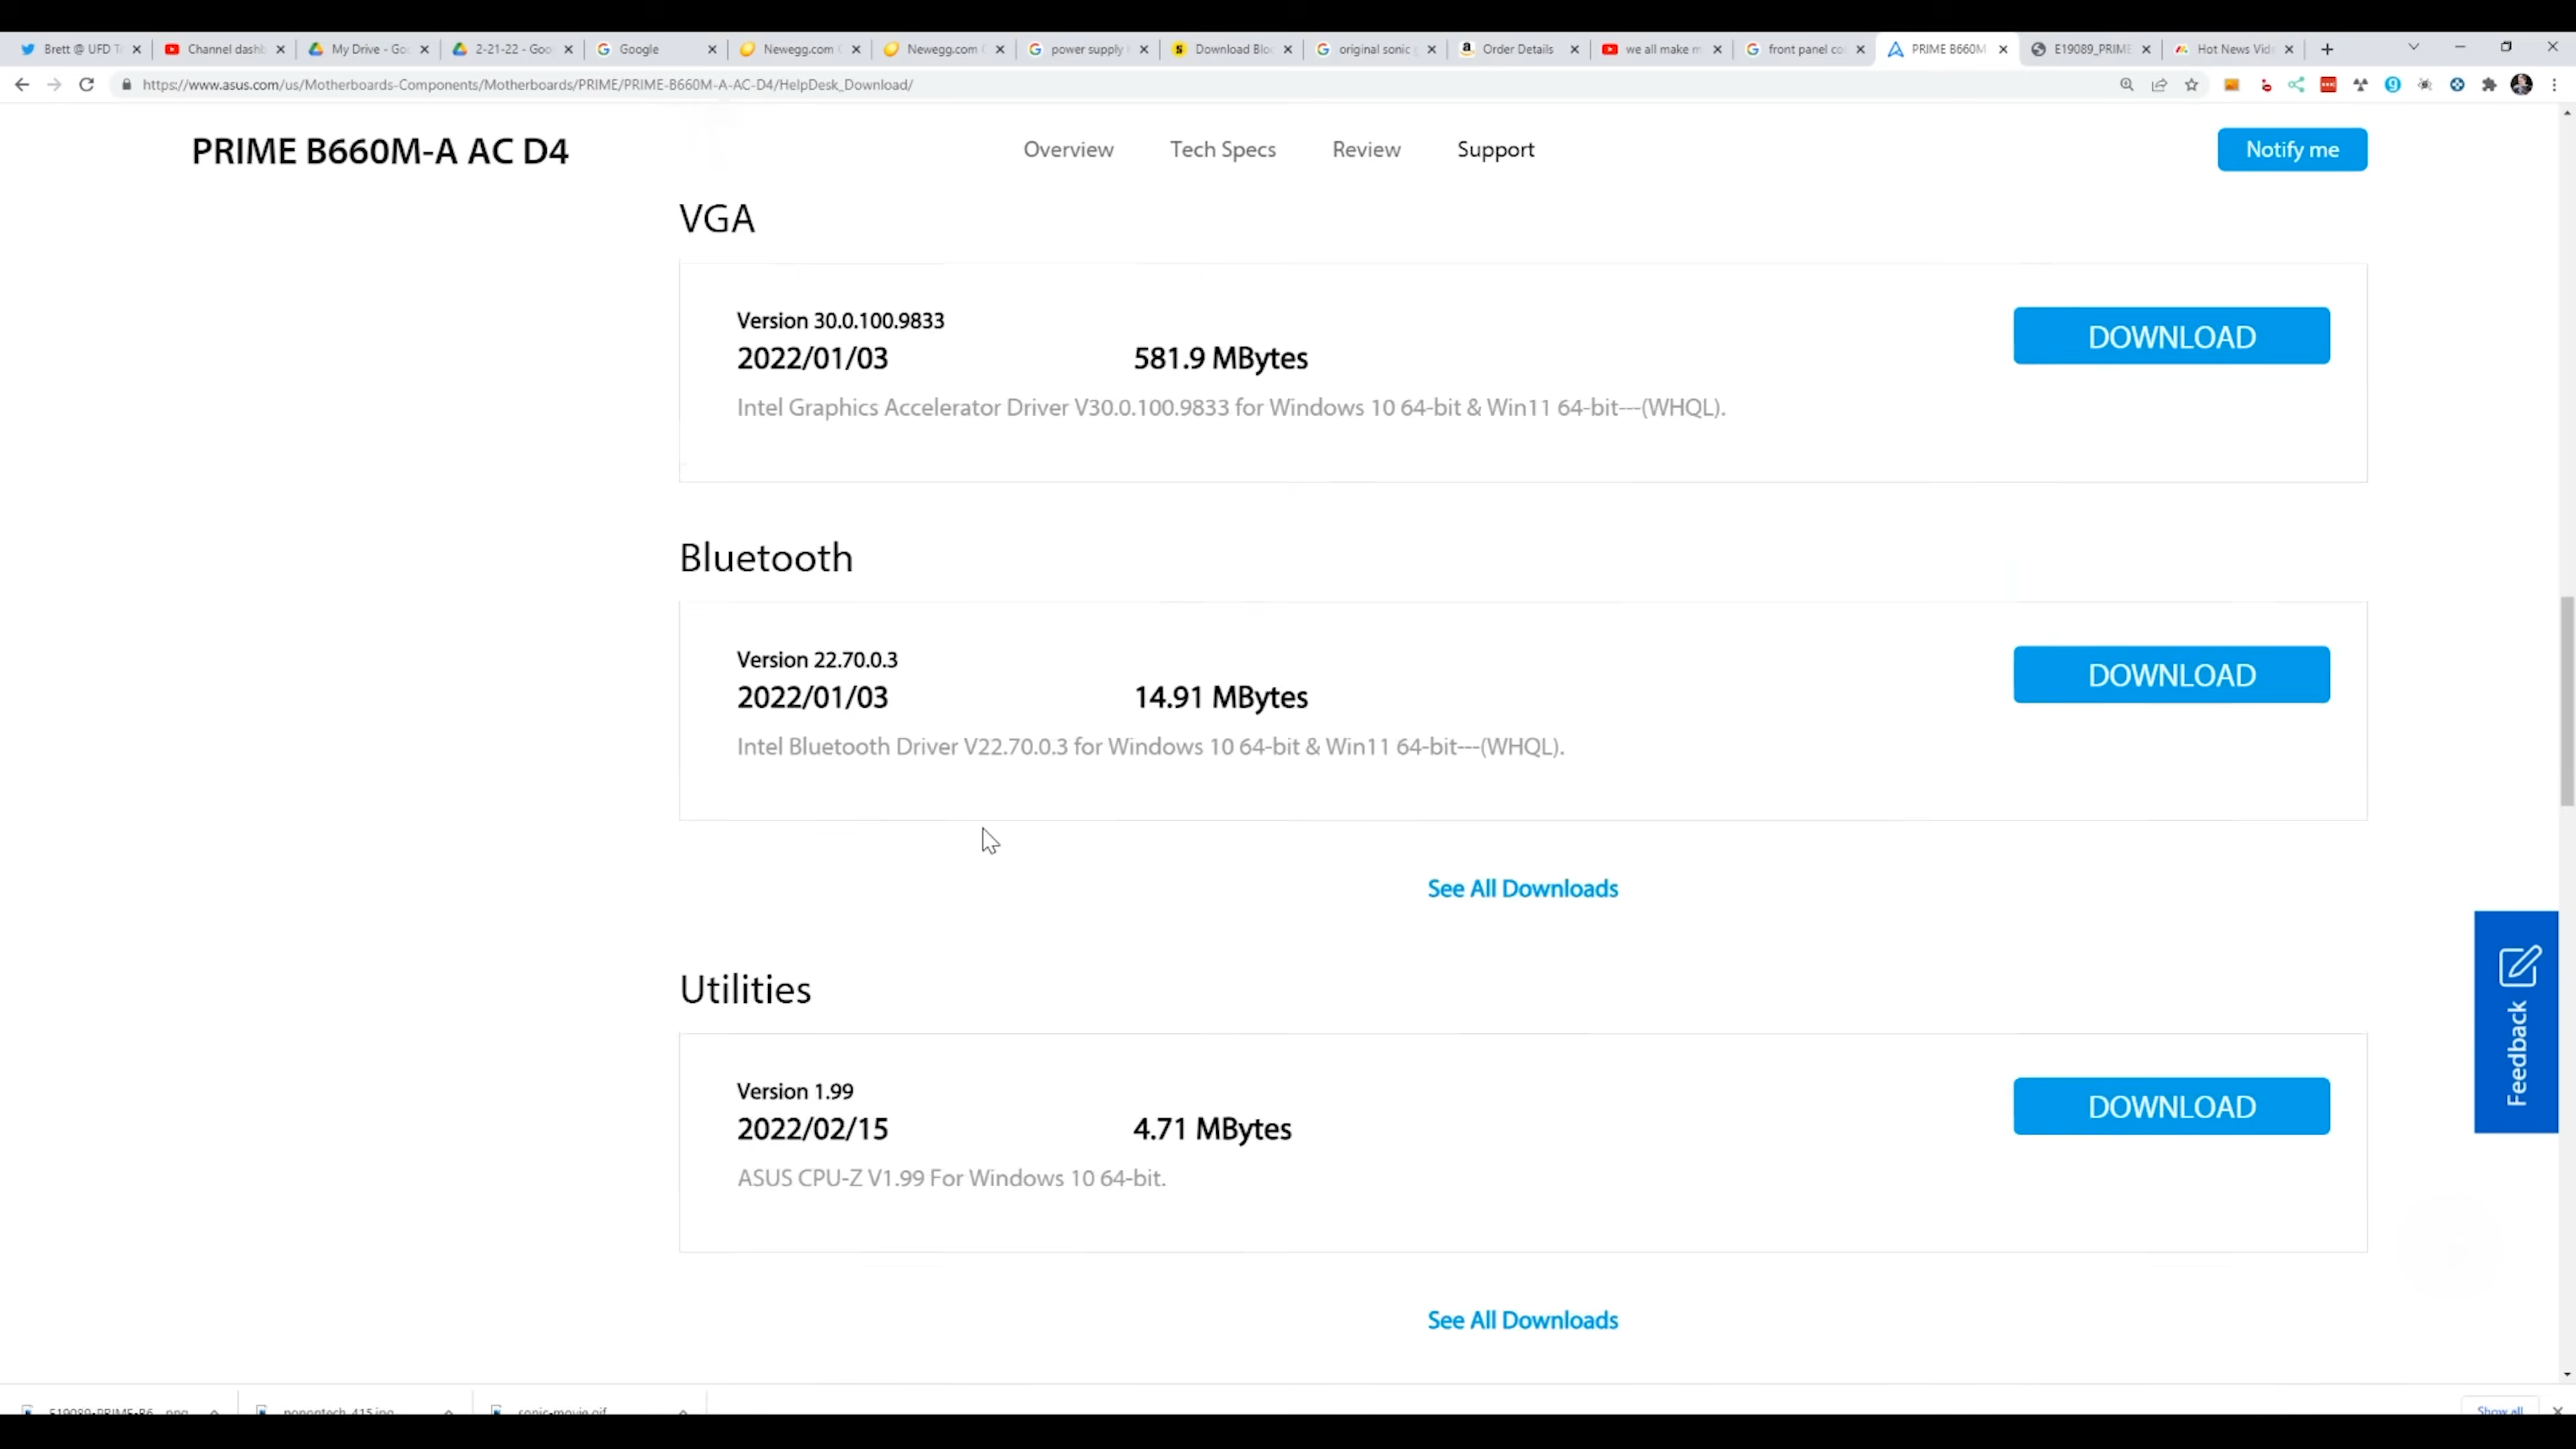 Brett @ UFD T
Channel dashb
My Drive - Goo
2-21-22 - Goo
Google
Newegg.com
Newegg.com
power supply
Download Bloc
original sonic
Order Details
we all make m
front panel co
PRIME B660M
E19089_PRIME
Hot News Vid
https://www.asus.com/us/Motherboards-Components/Motherboards/PRIME/PRIME-B660M-A-AC-D4/HelpDesk_Download/
PRIME B660M-A AC D4
Overview
Tech Specs
Review
Support
Notify me
VGA
Version 30.0.100.9833
2022/01/03
581.9 MBytes
DOWNLOAD
Intel Graphics Accelerator Driver V30.0.100.9833 for Windows 10 64-bit & Win11 64-bit---(WHQL).
Bluetooth
Version 22.70.0.3
2022/01/03
14.91 MBytes
DOWNLOAD
Intel Bluetooth Driver V22.70.0.3 for Windows 10 64-bit & Win11 64-bit---(WHQL).
See All Downloads
Utilities
Version 1.99
2022/02/15
4.71 MBytes
DOWNLOAD
ASUS CPU-Z V1.99 For Windows 10 64-bit.
See All Downloads
Feedback
Show all